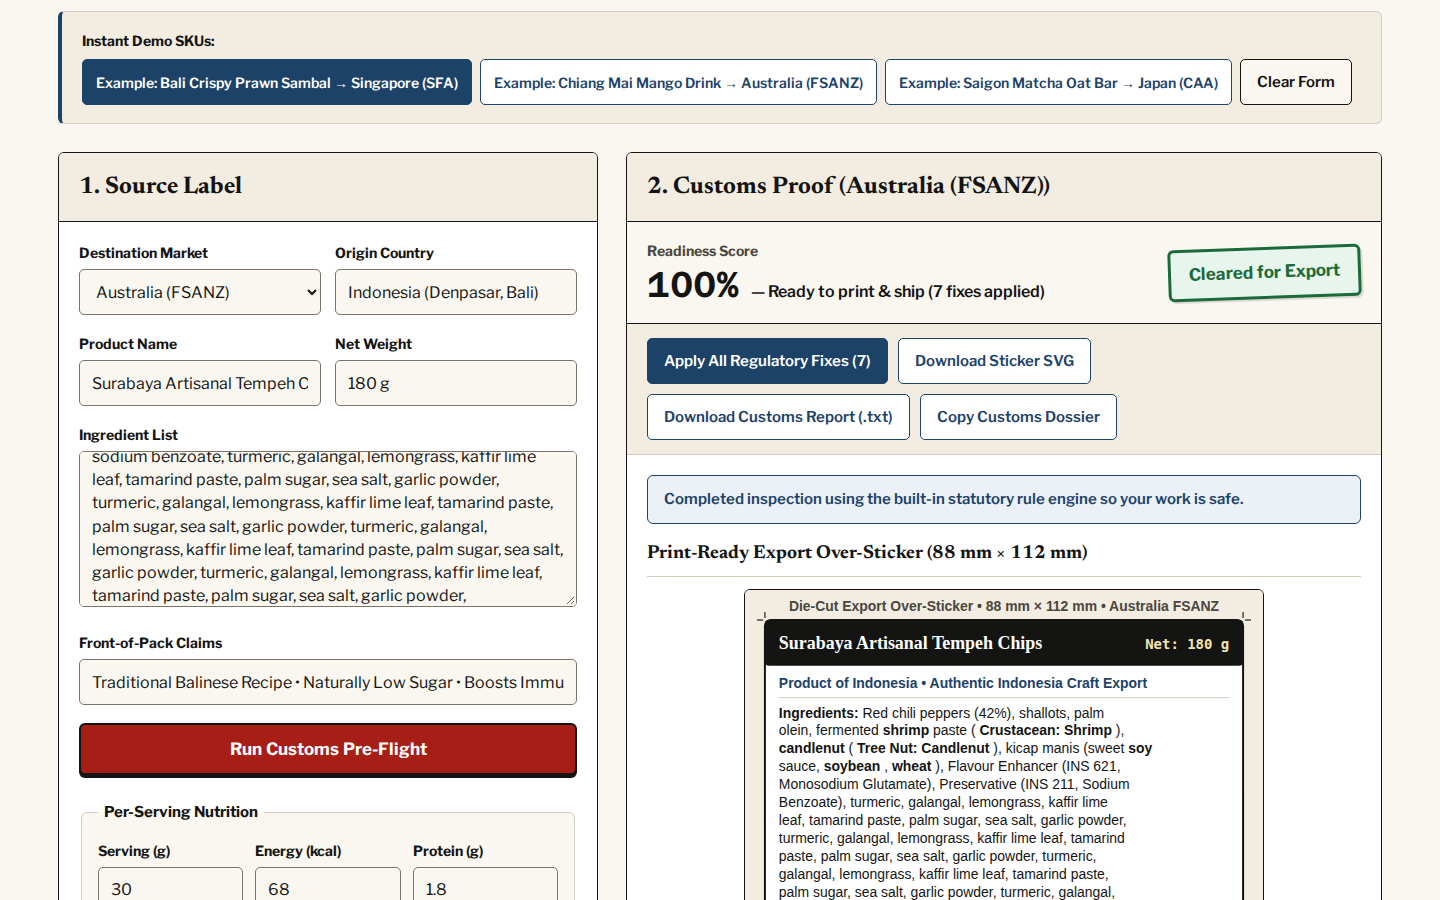 Instant Demo SKUs:
Example: Bali Crispy Prawn Sambal → Singapore (SFA)
Example: Chiang Mai Mango Drink → Australia (FSANZ)
Example: Saigon Matcha Oat Bar → Japan (CAA)
Clear Form
1. Source Label
Destination Market
Origin Country
Australia (FSANZ)
Indonesia (Denpasar, Bali)
Product Name
Net Weight
Surabaya Artisanal Tempeh C
180 g
Ingredient List
sodium benzoate, turmeric, galangal, lemongrass, kaffir lime
leaf, tamarind paste, palm sugar, sea salt, garlic powder,
turmeric, galangal, lemongrass, kaffir lime leaf, tamarind paste,
palm sugar, sea salt, garlic powder, turmeric, galangal,
lemongrass, kaffir lime leaf, tamarind paste, palm sugar, sea salt,
garlic powder, turmeric, galangal, lemongrass, kaffir lime leaf,
tamarind paste, palm sugar, sea salt, garlic powder,
Front-of-Pack Claims
Traditional Balinese Recipe • Naturally Low Sugar • Boosts Immu
Run Customs Pre-Flight
Per-Serving Nutrition
Serving (g)
Energy (kcal)
Protein (g)
30
68
1.8
2. Customs Proof (Australia (FSANZ))
Readiness Score
100% — Ready to print & ship (7 fixes applied)
Cleared for Export
Apply All Regulatory Fixes (7)
Download Sticker SVG
Download Customs Report (.txt)
Copy Customs Dossier
Completed inspection using the built-in statutory rule engine so your work is safe.
Print-Ready Export Over-Sticker (88 mm × 112 mm)
Die-Cut Export Over-Sticker • 88 mm × 112 mm • Australia FSANZ
Surabaya Artisanal Tempeh Chips
Net: 180 g
Product of Indonesia • Authentic Indonesia Craft Export
Ingredients: Red chili peppers (42%), shallots, palm
olein, fermented shrimp paste ( Crustacean: Shrimp ),
candlenut ( Tree Nut: Candlenut ), kicap manis (sweet soy
sauce, soybean , wheat ), Flavour Enhancer (INS 621,
Monosodium Glutamate), Preservative (INS 211, Sodium
Benzoate), turmeric, galangal, lemongrass, kaffir lime
leaf, tamarind paste, palm sugar, sea salt, garlic powder,
turmeric, galangal, lemongrass, kaffir lime leaf, tamarind
paste, palm sugar, sea salt, garlic powder, turmeric,
galangal, lemongrass, kaffir lime leaf, tamarind paste,
palm sugar, sea salt, garlic powder, turmeric, galangal,